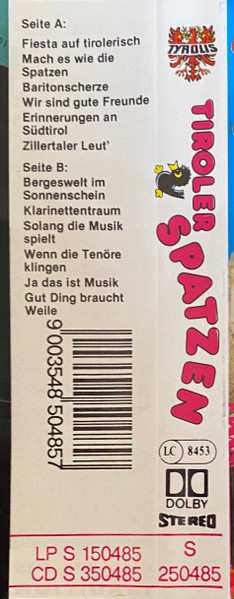 Seite A:
Fiesta auf tirolerisch
Mach es wie die
Spatzen
Baritonscherze
Wir sind gute Freunde
Erinnerungen an
Südtirol
Zillertaler Leut'
Seite B:
Bergeswelt im
Sonnenschein
Klarinettentraum
Solang die Musik
spielt
Wenn die Tenöre
klingen
Ja das ist Musik
Gut Ding braucht
Weile
9 003548 504857
LP S 150485
CD S 350485
TYROLIS
TIROLER
SPATZEN
LC 8453
DOLBY
STEREO
S
250485